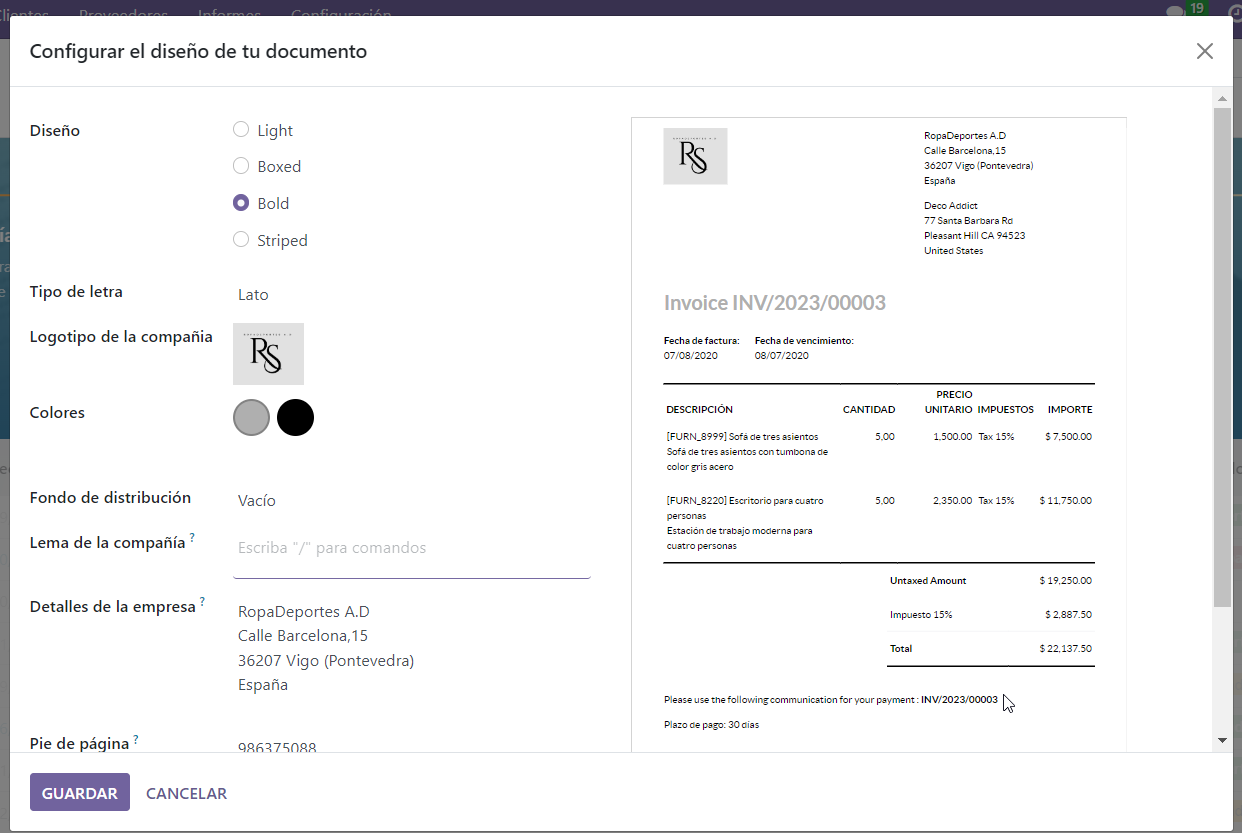 Clientes Proveedores Informes Configuración
19
Configurar el diseño de tu documento
Diseño
Light
Boxed
Bold
Striped
Tipo de letra
Lato
Logotipo de la compañia
RS
Colores
Fondo de distribución
Vacío
Lema de la compañía ?
Escriba "/" para comandos
Detalles de la empresa ?
RopaDeportes A.D
Calle Barcelona,15
36207 Vigo (Pontevedra)
España
Pie de página ?
986375088
GUARDAR
CANCELAR
RS
RopaDeportes A.D
Calle Barcelona,15
36207 Vigo (Pontevedra)
España
Deco Addict
77 Santa Barbara Rd
Pleasant Hill CA 94523
United States
Invoice INV/2023/00003
Fecha de factura: Fecha de vencimiento:
07/08/2020 08/07/2020
DESCRIPCIÓN CANTIDAD PRECIO UNITARIO IMPUESTOS IMPORTE
[FURN_8999] Sofá de tres asientos 5,00 1,500.00 Tax 15% $ 7,500.00
Sofá de tres asientos con tumbona de
color gris acero
[FURN_8220] Escritorio para cuatro 5,00 2,350.00 Tax 15% $ 11,750.00
personas
Estación de trabajo moderna para
cuatro personas
Untaxed Amount $ 19,250.00
Impuesto 15% $ 2,887.50
Total $ 22,137.50
Please use the following communication for your payment : INV/2023/00003
Plazo de pago: 30 días